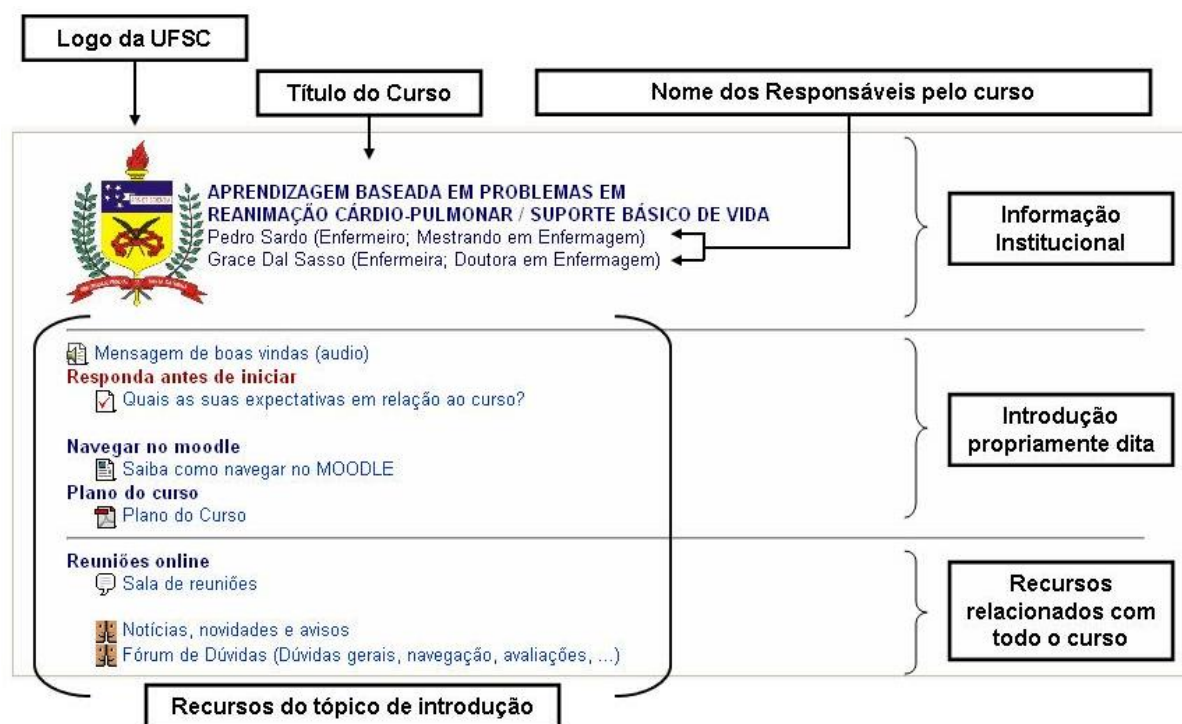 Logo da UFSC
Título do Curso
Nome dos Responsáveis pelo curso
APRENDIZAGEM BASEADA EM PROBLEMAS EM
REANIMAÇÃO CÁRDIO-PULMONAR / SUPORTE BÁSICO DE VIDA
Pedro Sardo (Enfermeiro; Mestrando em Enfermagem)
Grace Dal Sasso (Enfermeira; Doutora em Enfermagem)
Informação
Institucional
Mensagem de boas vindas (audio)
Responda antes de iniciar
Quais as suas expectativas em relação ao curso?
Navegar no moodle
Saiba como navegar no MOODLE
Plano do curso
Plano do Curso
Introdução
propriamente dita
Reuniões online
Sala de reuniões
Notícias, novidades e avisos
Fórum de Dúvidas (Dúvidas gerais, navegação, avaliações, ...)
Recursos
relacionados com
todo o curso
Recursos do tópico de introdução